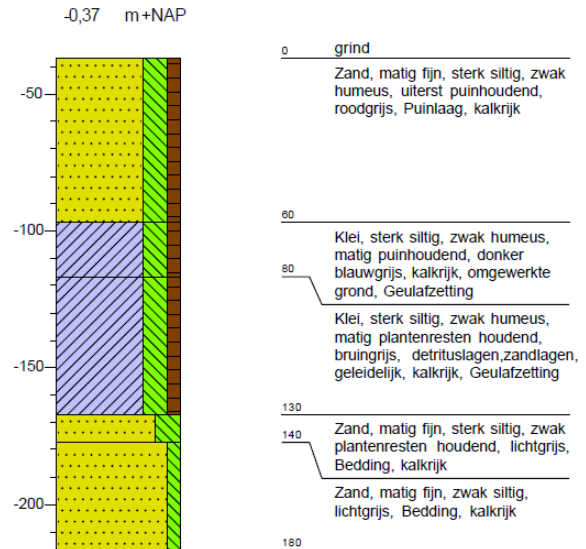 -0,37 m+NAP
0 grind
Zand, matig fijn, sterk siltig, zwak
humeus, uiterst puinhoudend,
roodgrijs, Puinlaag, kalkrijk
-50
-100
60
Klei, sterk siltig, zwak humeus,
matig puinhoudend, donker
blauwgrijs, kalkrijk, omgewerkte
grond, Geulafzetting
80
Klei, sterk siltig, zwak humeus,
matig plantenresten houdend,
bruingrijs, detrituslagen,zandlagen,
geleidelijk, kalkrijk, Geulafzetting
-150
130
Zand, matig fijn, sterk siltig, zwak
plantenresten houdend, lichtgrijs,
Bedding, kalkrijk
140
Zand, matig fijn, zwak siltig,
lichtgrijs, Bedding, kalkrijk
-200
180